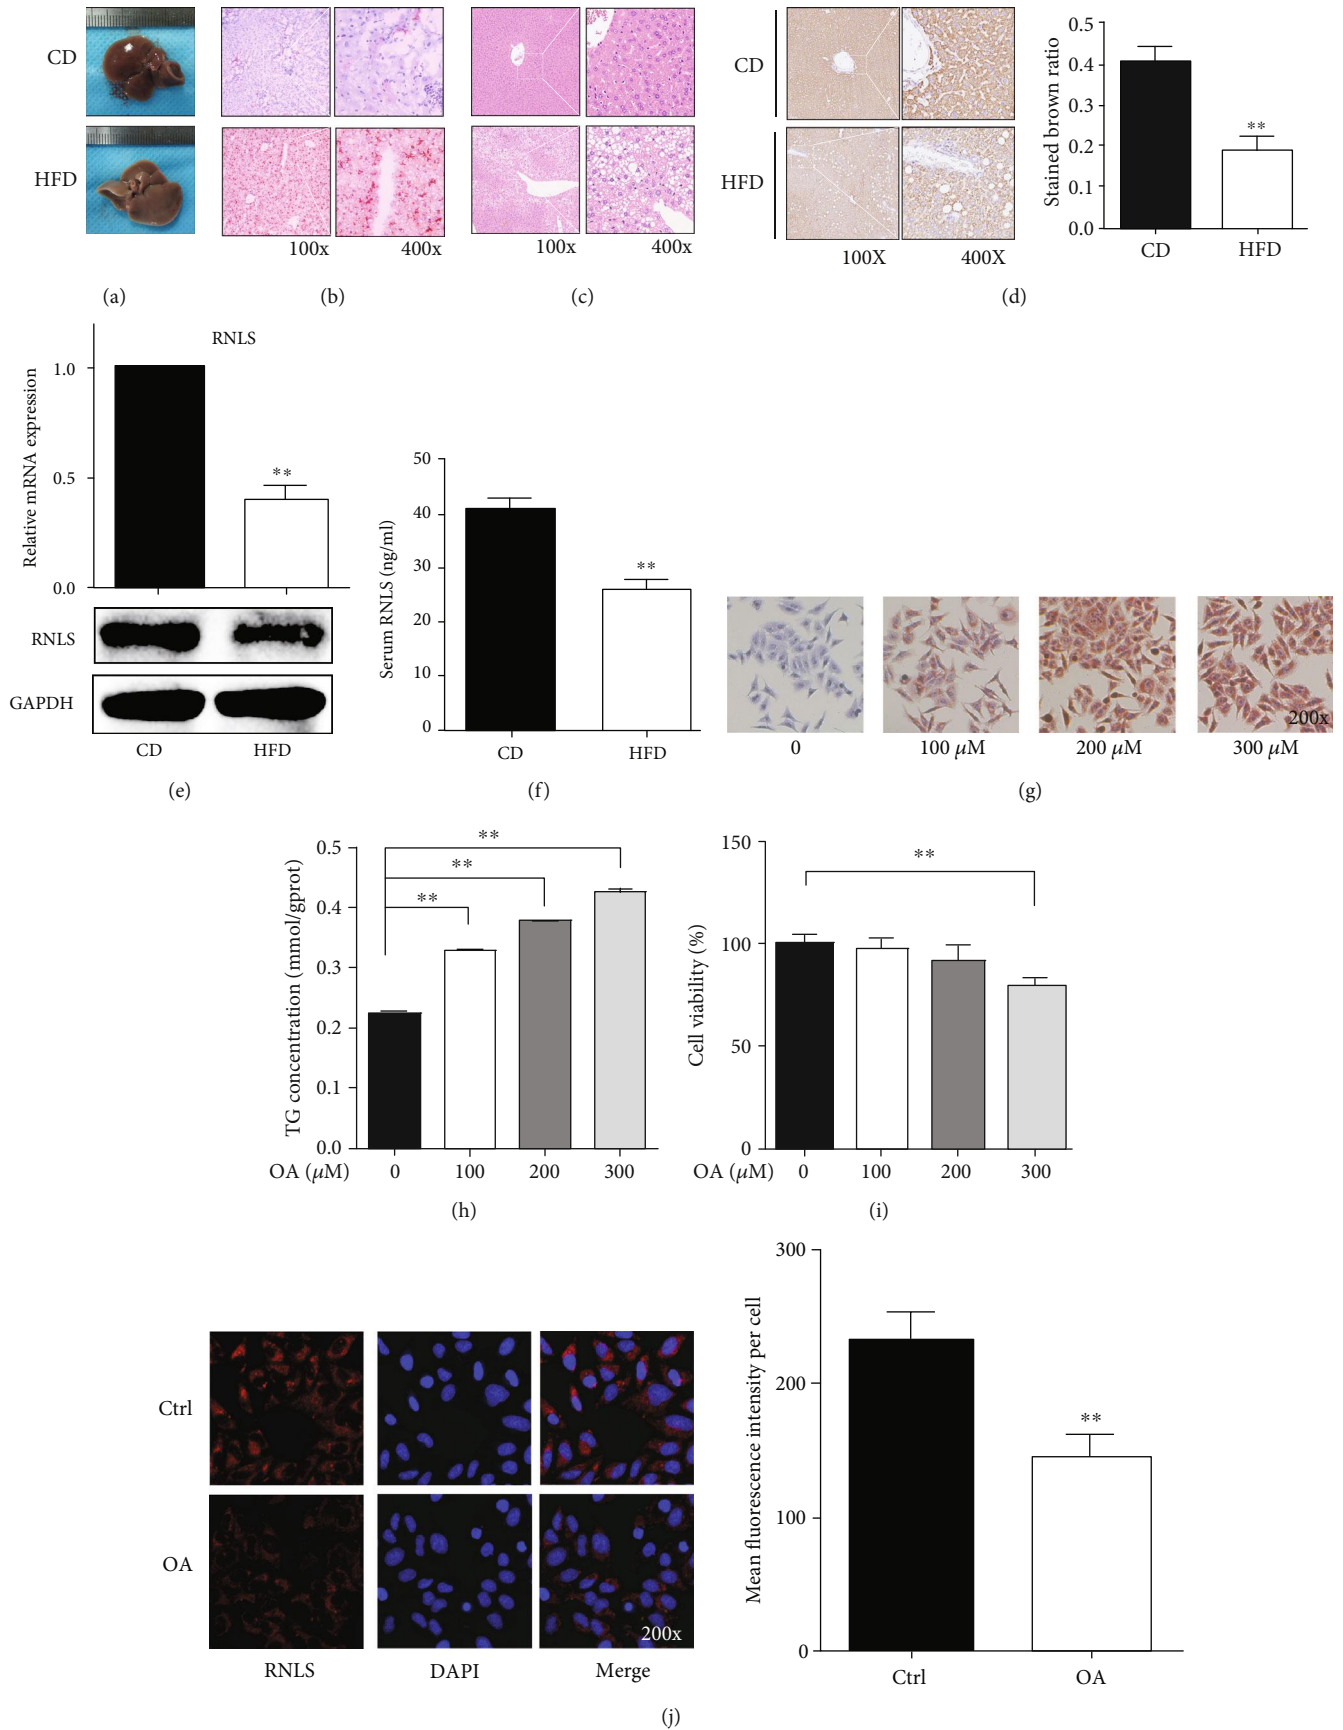 CD
HFD
100x
400x
(a)
(b)
100x
400x
(c)
CD
HFD
100X
400X
Stained brown ratio
0.5
0.4
0.3
0.2
0.1
0.0
**
CD
HFD
(d)
RNLS
Relative mRNA expression
1.0
0.5
0.0
**
RNLS
GAPDH
CD
HFD
(e)
Serum RNLS (ng/ml)
50
40
30
20
10
0
**
CD
HFD
(f)
200x
0
100 μM
200 μM
300 μM
(g)
TG concentration (mmol/gprot)
0.5
0.4
0.3
0.2
0.1
0.0
**
**
**
OA (μM)
0
100
200
300
(h)
Cell viability (%)
150
100
50
0
**
OA (μM)
0
100
200
300
(i)
Ctrl
OA
200x
RNLS
DAPI
Merge
Mean fluorescence intensity per cell
300
200
100
0
**
Ctrl
OA
(j)